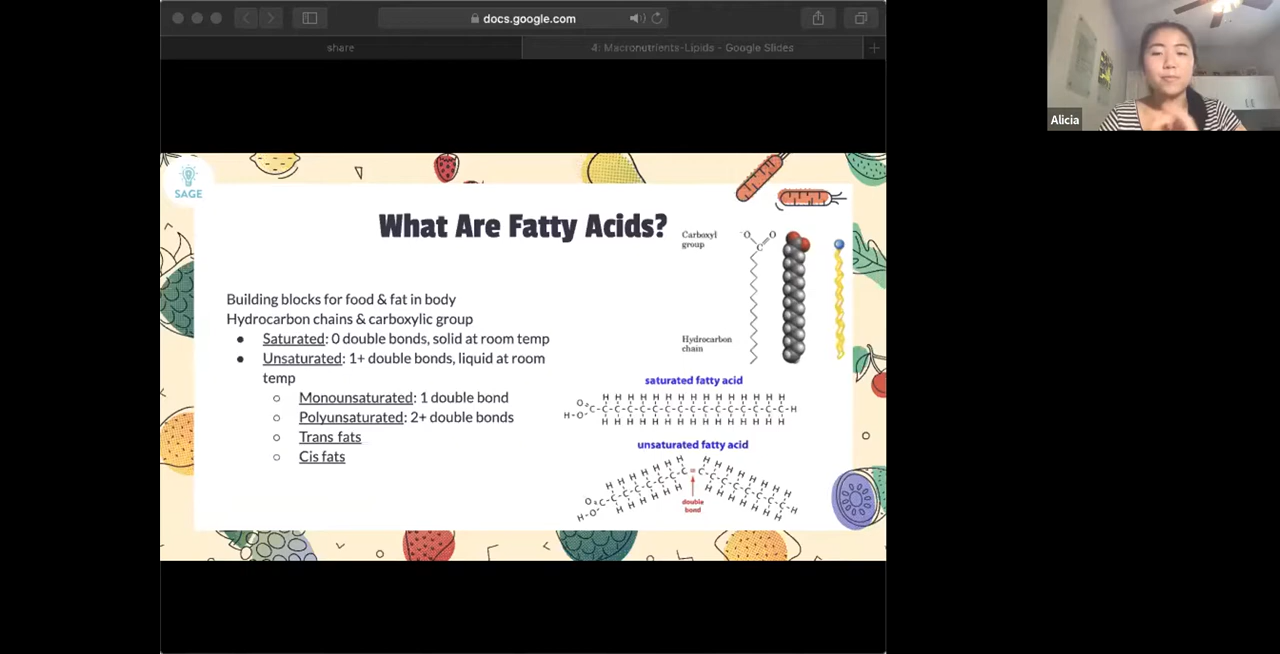 docs.google.com
share
4: Macronutrients-Lipids - Google Slides
Alicia
SAGE
What Are Fatty Acids?
Building blocks for food & fat in body
Hydrocarbon chains & carboxylic group
Saturated: 0 double bonds, solid at room temp
Unsaturated: 1+ double bonds, liquid at room
temp
Monounsaturated: 1 double bond
Polyunsaturated: 2+ double bonds
Trans fats
Cis fats
Carboxyl
group
-O O
C
Hydrocarbon
chain
saturated fatty acid
H H H H H H H H H H H H H H H
O
H-O C-C-C-C-C-C-C-C-C-C-C-C-C-C-C-C-H
H H H H H H H H H H H H H H H
unsaturated fatty acid
double
bond